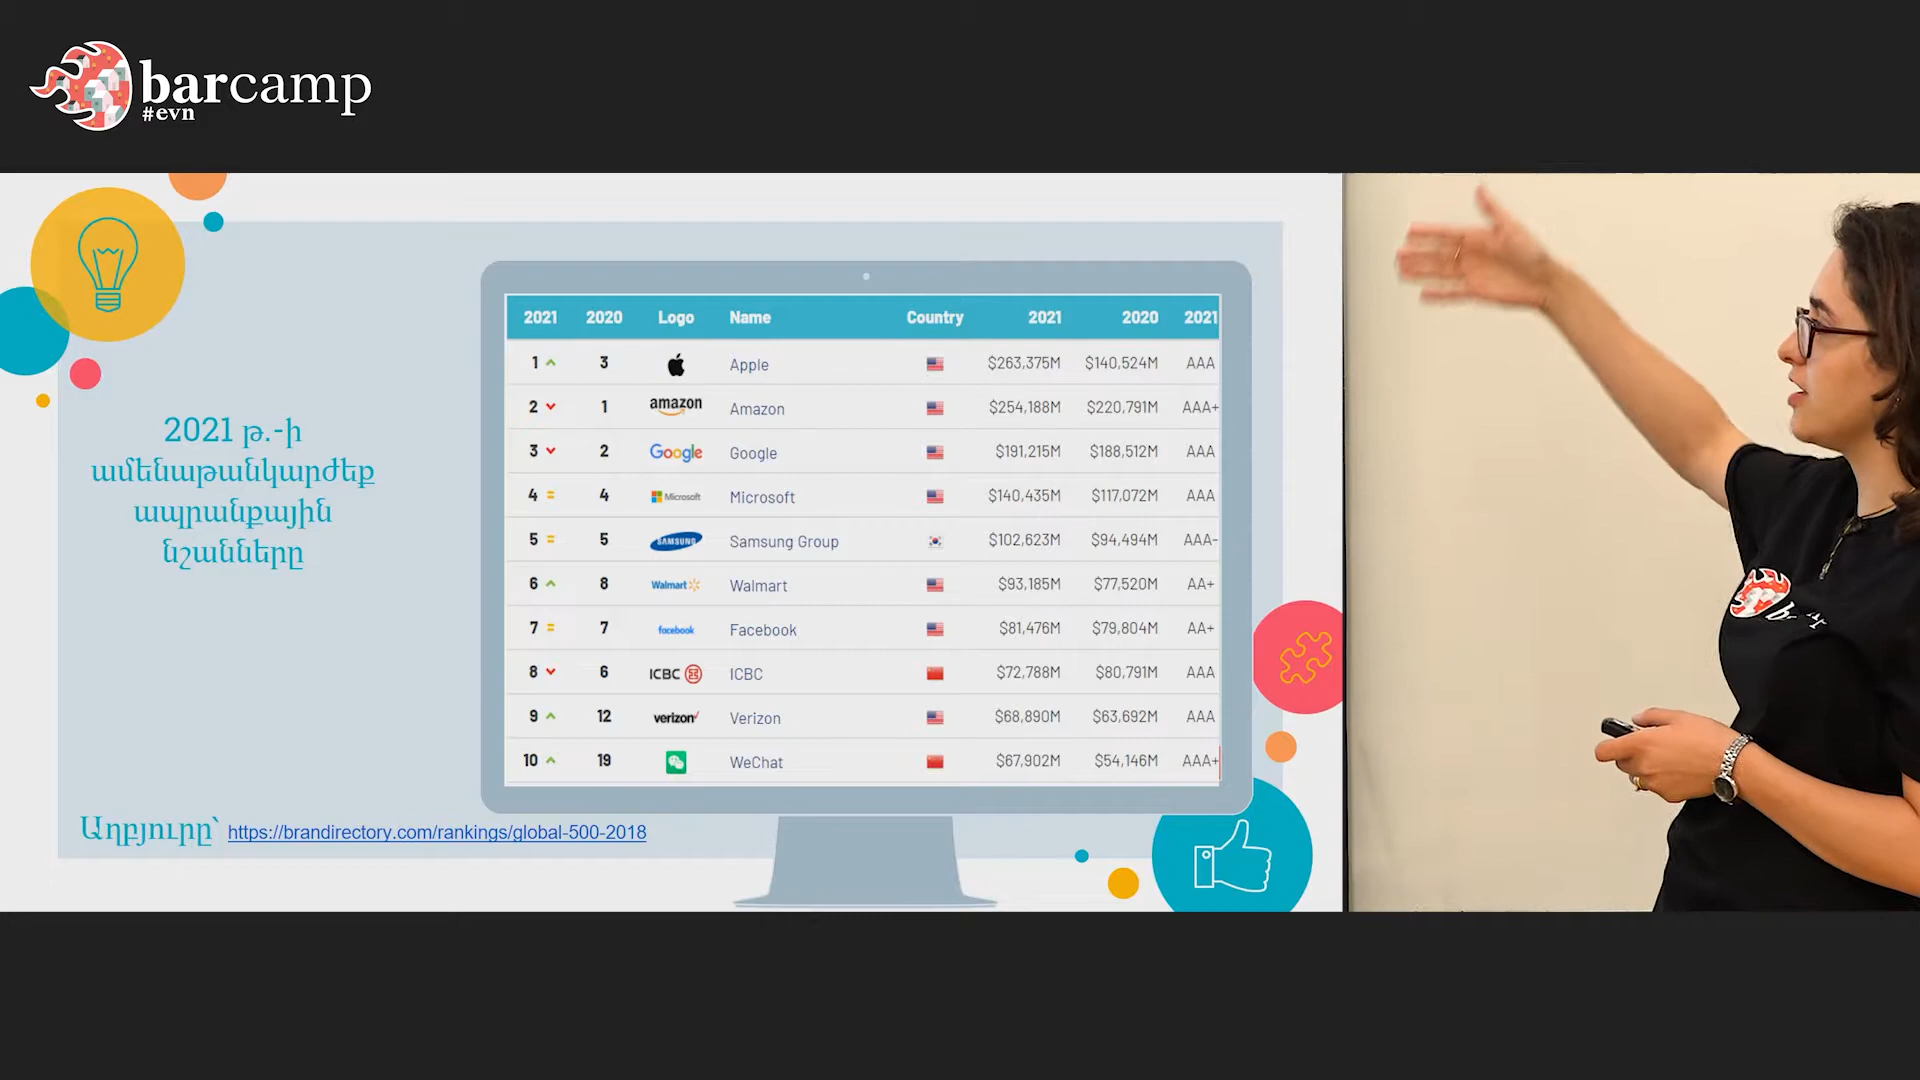 barcamp
#evn
2021 թ.-ի
ամենաթանկարժեք
ապրանքային
նշանները
2021 2020 Logo Name Country 2021 2020 2021
1 3 Apple $263,375M $140,524M AAA
2 1 amazon Amazon $254,188M $220,791M AAA+
3 2 Google Google $191,215M $188,512M AAA
4 = 4 Microsoft Microsoft $140,435M $117,072M AAA
5 = 5 SAMSUNG Samsung Group $102,623M $94,494M AAA-
6 8 Walmart Walmart $93,185M $77,520M AA+
7 = 7 facebook Facebook $81,476M $79,804M AA+
8 6 ICBC ICBC $72,788M $80,791M AAA
9 12 verizon Verizon $68,890M $63,692M AAA
10 19 WeChat $67,902M $54,146M AAA+
Աղբյուրը՝ https://brandirectory.com/rankings/global-500-2018